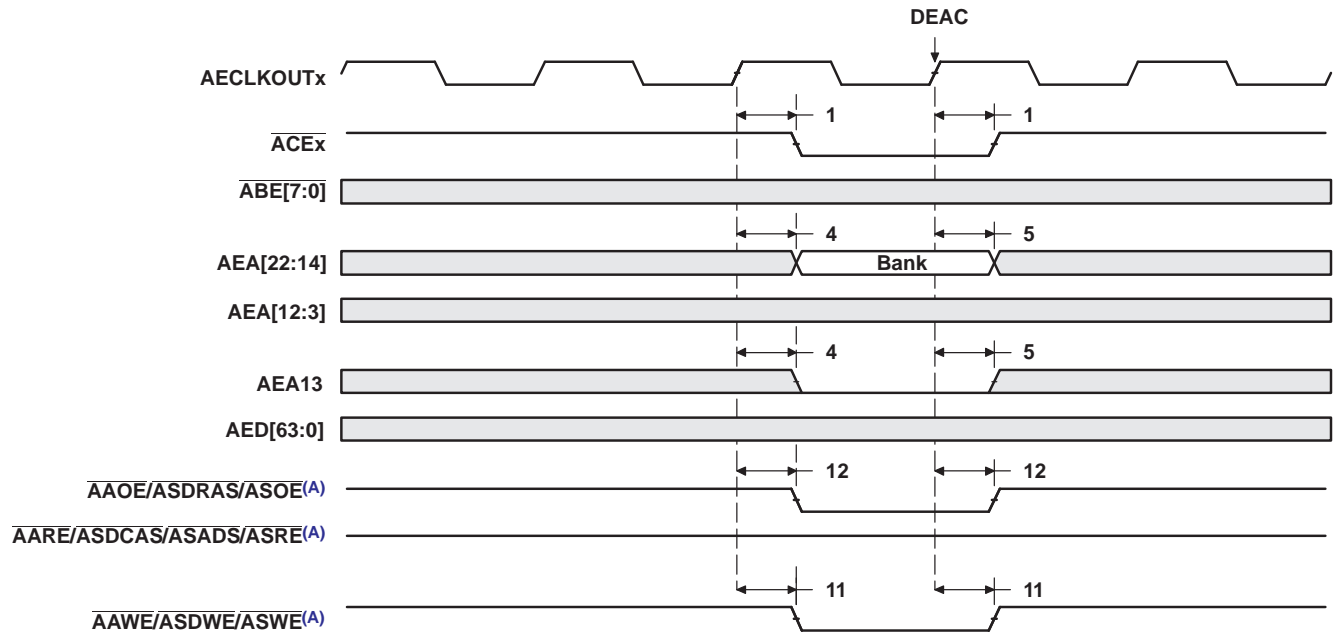 DEAC
AECLKOUTx
1 1
ACEx
ABE[7:0]
4 5
AEA[22:14] Bank
AEA[12:3]
4 5
AEA13
AED[63:0]
12 12
AAOE/ASDRAS/ASOE(A)
AARE/ASDCAS/ASADS/ASRE(A)
11 11
AAWE/ASDWE/ASWE(A)